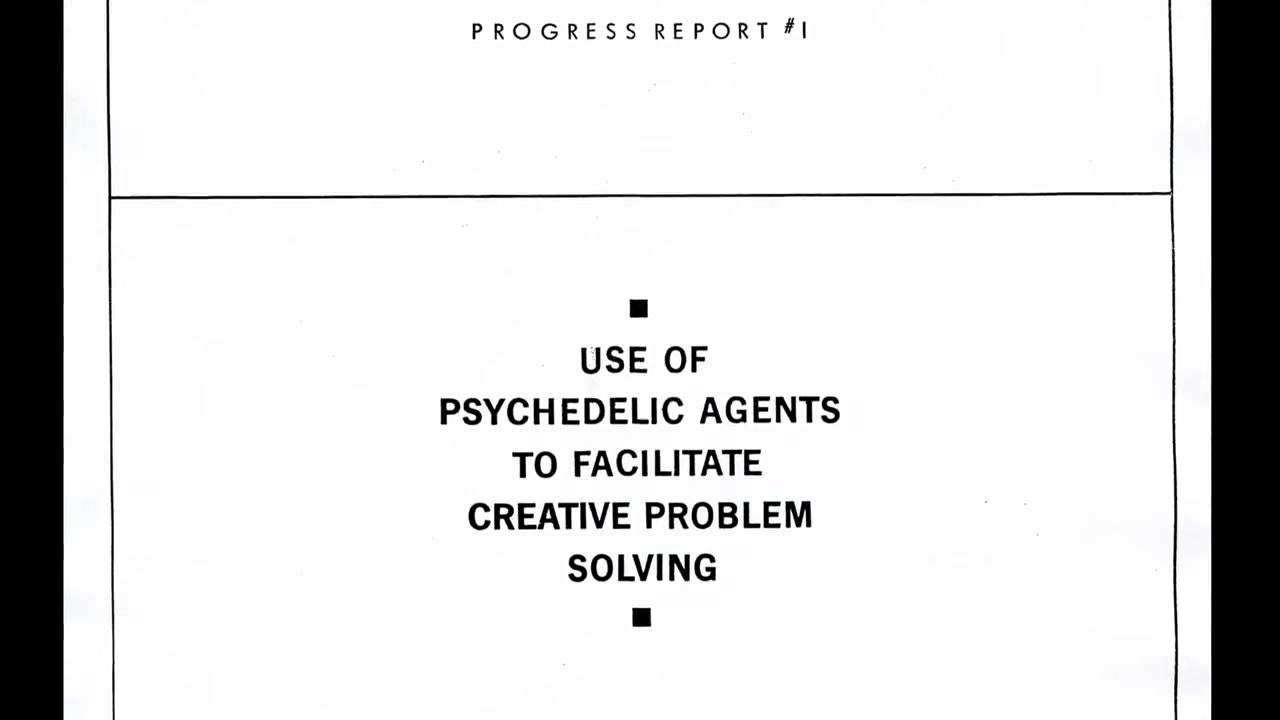 PROGRESS REPORT #1
USE OF
PSYCHEDELIC AGENTS
TO FACILITATE
CREATIVE PROBLEM
SOLVING